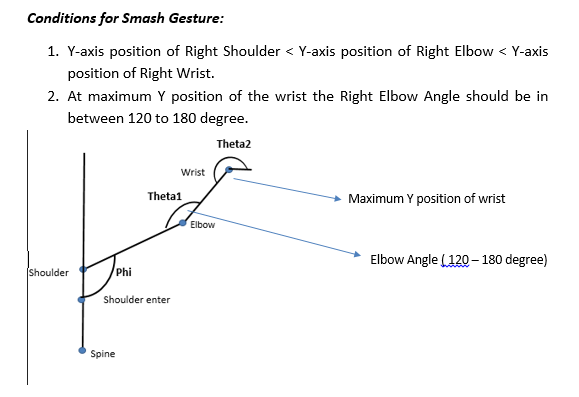 Conditions for Smash Gesture:
1. Y-axis position of Right Shoulder < Y-axis position of Right Elbow < Y-axis
position of Right Wrist.
2. At maximum Y position of the wrist the Right Elbow Angle should be in
between 120 to 180 degree.
Theta2
Wrist
Theta1
Maximum Y position of wrist
Elbow
Elbow Angle ( 120 – 180 degree)
Shoulder
Phi
Shoulder enter
Spine